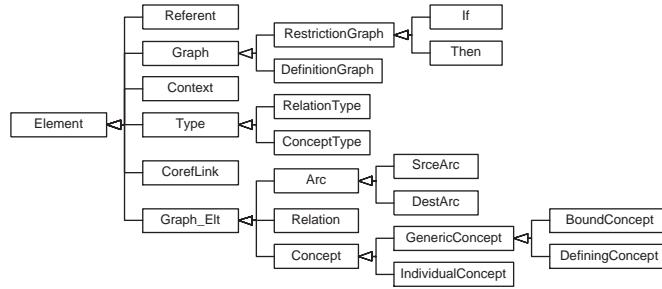 Referent
RestrictionGraph
If
Graph
Then
DefinitionGraph
Context
RelationType
Element
Type
ConceptType
CorefLink
SrceArc
Arc
DestArc
Graph_Elt
Relation
BoundConcept
GenericConcept
Concept
DefiningConcept
IndividualConcept